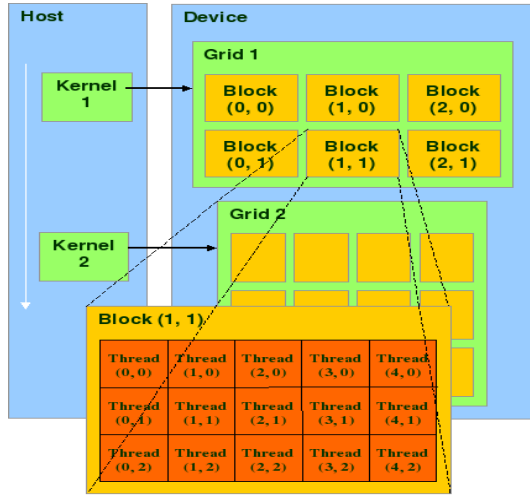 Host
Device
Grid 1
Kernel
1
Block
(0, 0)
Block
(1, 0)
Block
(2, 0)
Block
(0, 1)
Block
(1, 1)
Block
(2, 1)
Grid 2
Kernel
2
Block (1, 1)
Thread
(0, 0)
Thread
(1, 0)
Thread
(2, 0)
Thread
(3, 0)
Thread
(4, 0)
Thread
(0, 1)
Thread
(1, 1)
Thread
(2, 1)
Thread
(3, 1)
Thread
(4, 1)
Thread
(0, 2)
Thread
(1, 2)
Thread
(2, 2)
Thread
(3, 2)
Thread
(4, 2)